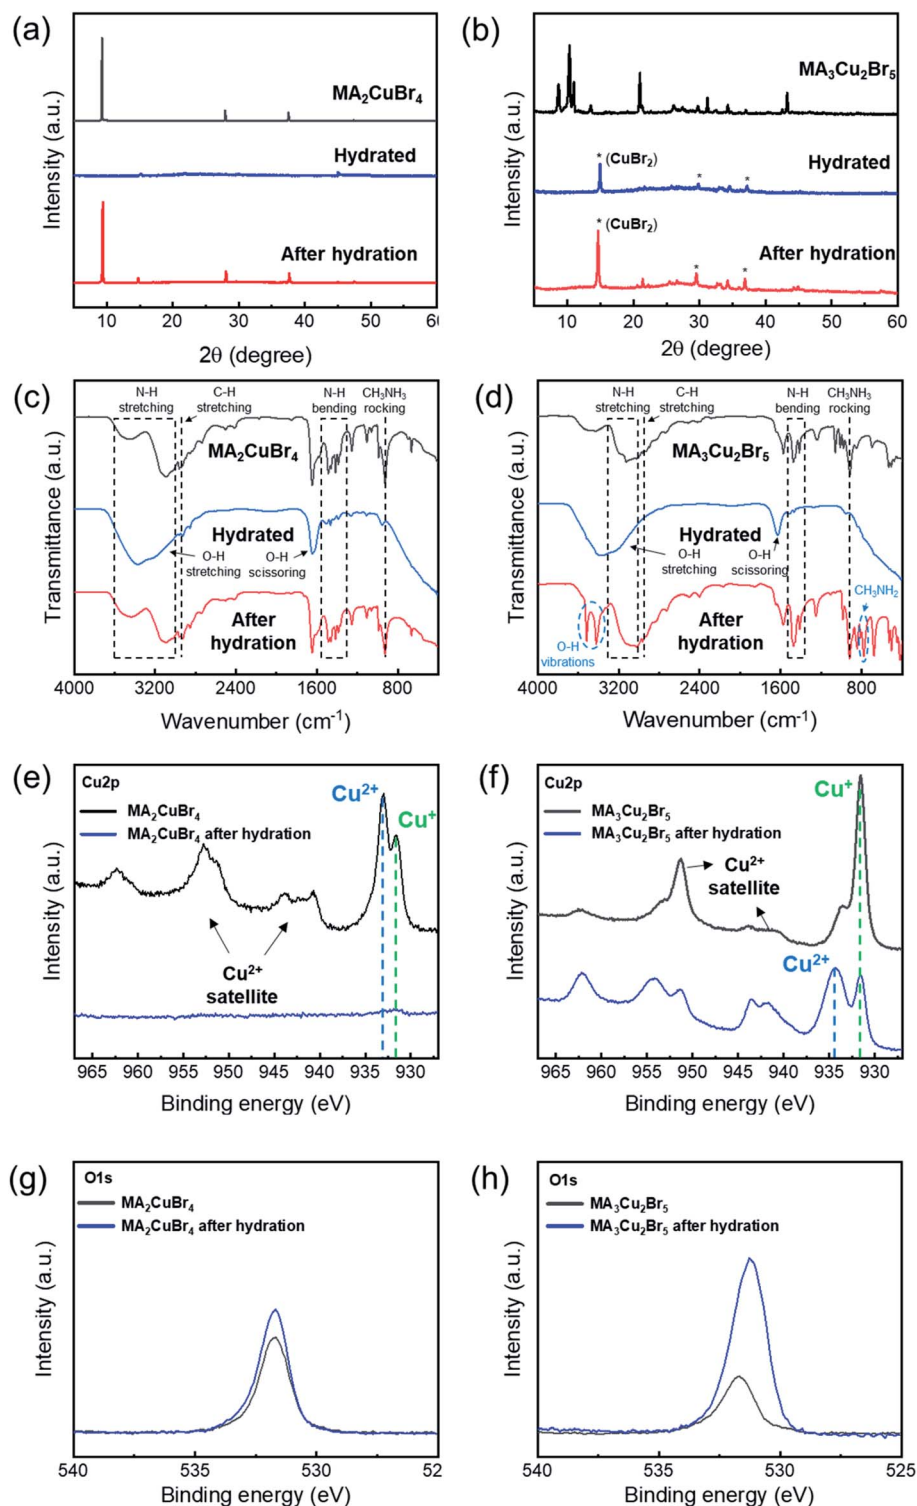 (a)
Intensity (a.u.)
MA₂CuBr₄
Hydrated
After hydration
10 20 30 40 50 60
2θ (degree)
(b)
Intensity (a.u.)
MA₃Cu₂Br₅
Hydrated
* (CuBr₂)
* *
After hydration
* (CuBr₂)
* *
10 20 30 40 50 60
2θ (degree)
(c)
Transmittance (a.u.)
N-H
stretching
C-H
stretching
N-H
bending
CH₃NH₃
rocking
MA₂CuBr₄
Hydrated
O-H
stretching
O-H
scissoring
After
hydration
4000 3200 2400 1600 800
Wavenumber (cm⁻¹)
(d)
Transmittance (a.u.)
N-H
stretching
C-H
stretching
N-H
bending
CH₃NH₃
rocking
MA₃Cu₂Br₅
Hydrated
O-H
stretching
O-H
scissoring
CH₃NH₂
After
hydration
O-H
vibrations
4000 3200 2400 1600 800
Wavenumber (cm⁻¹)
(e)
Intensity (a.u.)
Cu2p
MA₂CuBr₄
MA₂CuBr₄ after hydration
Cu²⁺
Cu⁺
Cu²⁺
satellite
965 960 955 950 945 940 935 930
Binding energy (eV)
(f)
Intensity (a.u.)
Cu2p
MA₃Cu₂Br₅
MA₃Cu₂Br₅ after hydration
Cu⁺
Cu²⁺
satellite
Cu²⁺
965 960 955 950 945 940 935 930
Binding energy (eV)
(g)
Intensity (a.u.)
O1s
MA₂CuBr₄
MA₂CuBr₄ after hydration
540 535 530 52
Binding energy (eV)
(h)
Intensity (a.u.)
O1s
MA₃Cu₂Br₅
MA₃Cu₂Br₅ after hydration
540 535 530 525
Binding energy (eV)